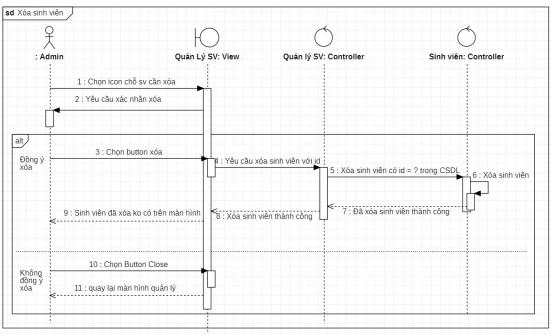 sd Xóa sinh viên
: Admin
Quản Lý SV: View
Quản lý SV: Controller
Sinh viên: Controller
1 : Chọn icon chỗ sv cần xóa
2 : Yêu cầu xác nhận xóa
alt
Đồng ý
xóa
3 : Chọn button xóa
4 : Yêu cầu xóa sinh viên với id
5 : Xóa sinh viên có id = ? trong CSDL
6 : Xóa sinh viên
7 : Đã xóa sinh viên thành công
8 : Xóa sinh viên thành công
9 : Sinh viên đã xóa ko có trên màn hình
Không
đồng ý
xóa
10 : Chọn Button Close
11 : quay lại màn hình quản lý